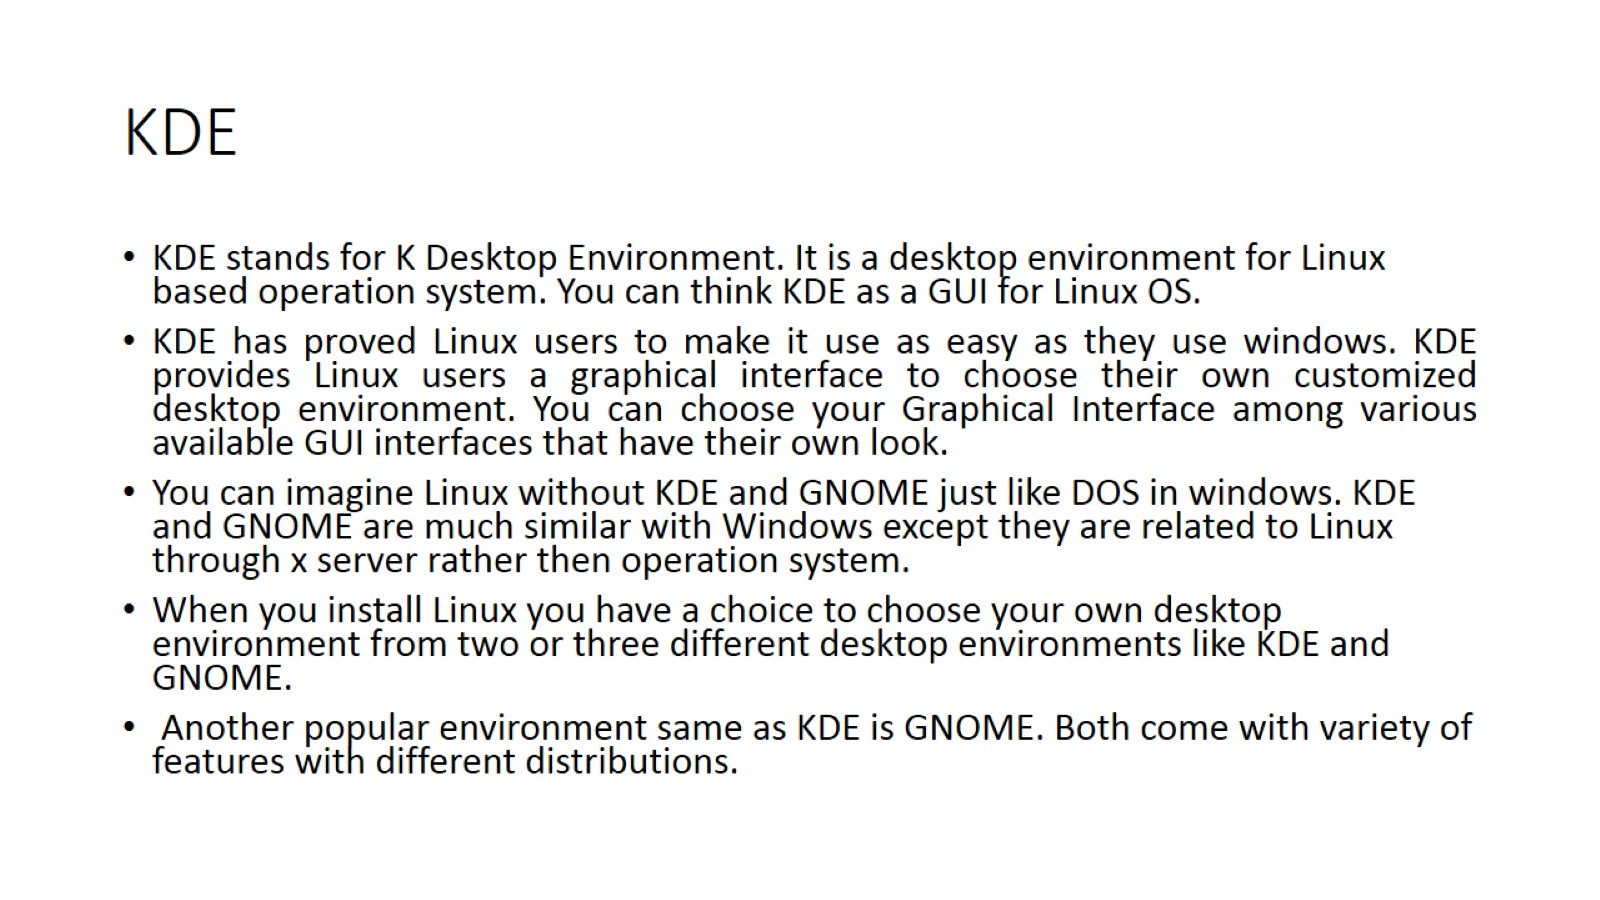 KDE
• KDE stands for K Desktop Environment. It is a desktop environment for Linux
based operation system. You can think KDE as a GUI for Linux OS.
• KDE has proved Linux users to make it use as easy as they use windows. KDE
provides Linux users a graphical interface to choose their own customized
desktop environment. You can choose your Graphical Interface among various
available GUI interfaces that have their own look.
• You can imagine Linux without KDE and GNOME just like DOS in windows. KDE
and GNOME are much similar with Windows except they are related to Linux
through x server rather then operation system.
• When you install Linux you have a choice to choose your own desktop
environment from two or three different desktop environments like KDE and
GNOME.
• Another popular environment same as KDE is GNOME. Both come with variety of
features with different distributions.